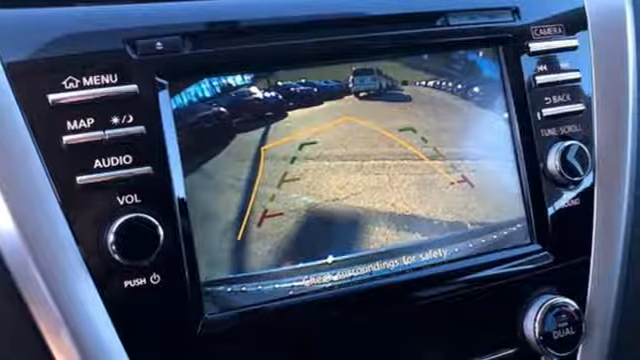 MENU
MAP
AUDIO
VOL
PUSH
CAMERA
BACK
TUNE·SCROLL
Check surroundings for safety.
DUAL